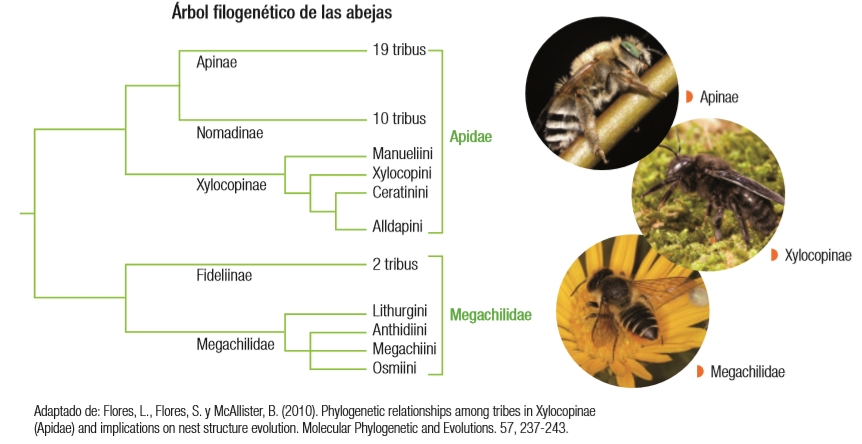 Árbol filogenético de las abejas
19 tribus
Apinae
10 tribus
Nomadinae
Apidae
Manueliini
Xylocopini
Xylocopinae
Ceratinini
Alldapini
2 tribus
Fideliinae
Lithurgini
Megachilidae
Anthidiini
Megachilidae
Megachiini
Osmiini
Apinae
Xylocopinae
Megachilidae
Adaptado de: Flores, L., Flores, S. y McAllister, B. (2010). Phylogenetic relationships among tribes in Xylocopinae
(Apidae) and implications on nest structure evolution. Molecular Phylogenetic and Evolutions. 57, 237-243.